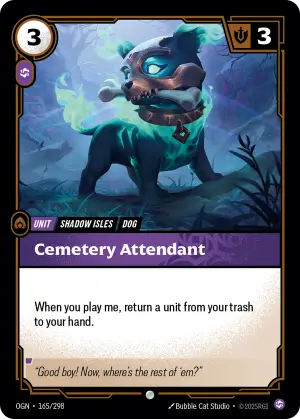 3
3
UNIT SHADOW ISLES DOG
Cemetery Attendant
When you play me, return a unit from your trash
to your hand.
"Good boy! Now, where's the rest of 'em?"
OGN • 165/298 Bubble Cat Studio • ©2025RGI